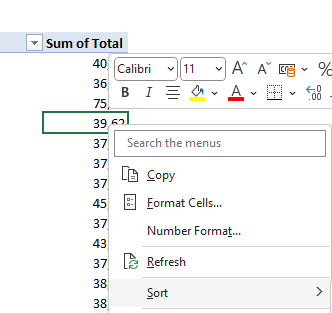 Sum of Total
40
36
75,
39,62
37
37
37
45
37
43
37,
38
38
Calibri 11 A A %
B I A .00
Search the menus
Copy
Format Cells...
Number Format...
Refresh
Sort